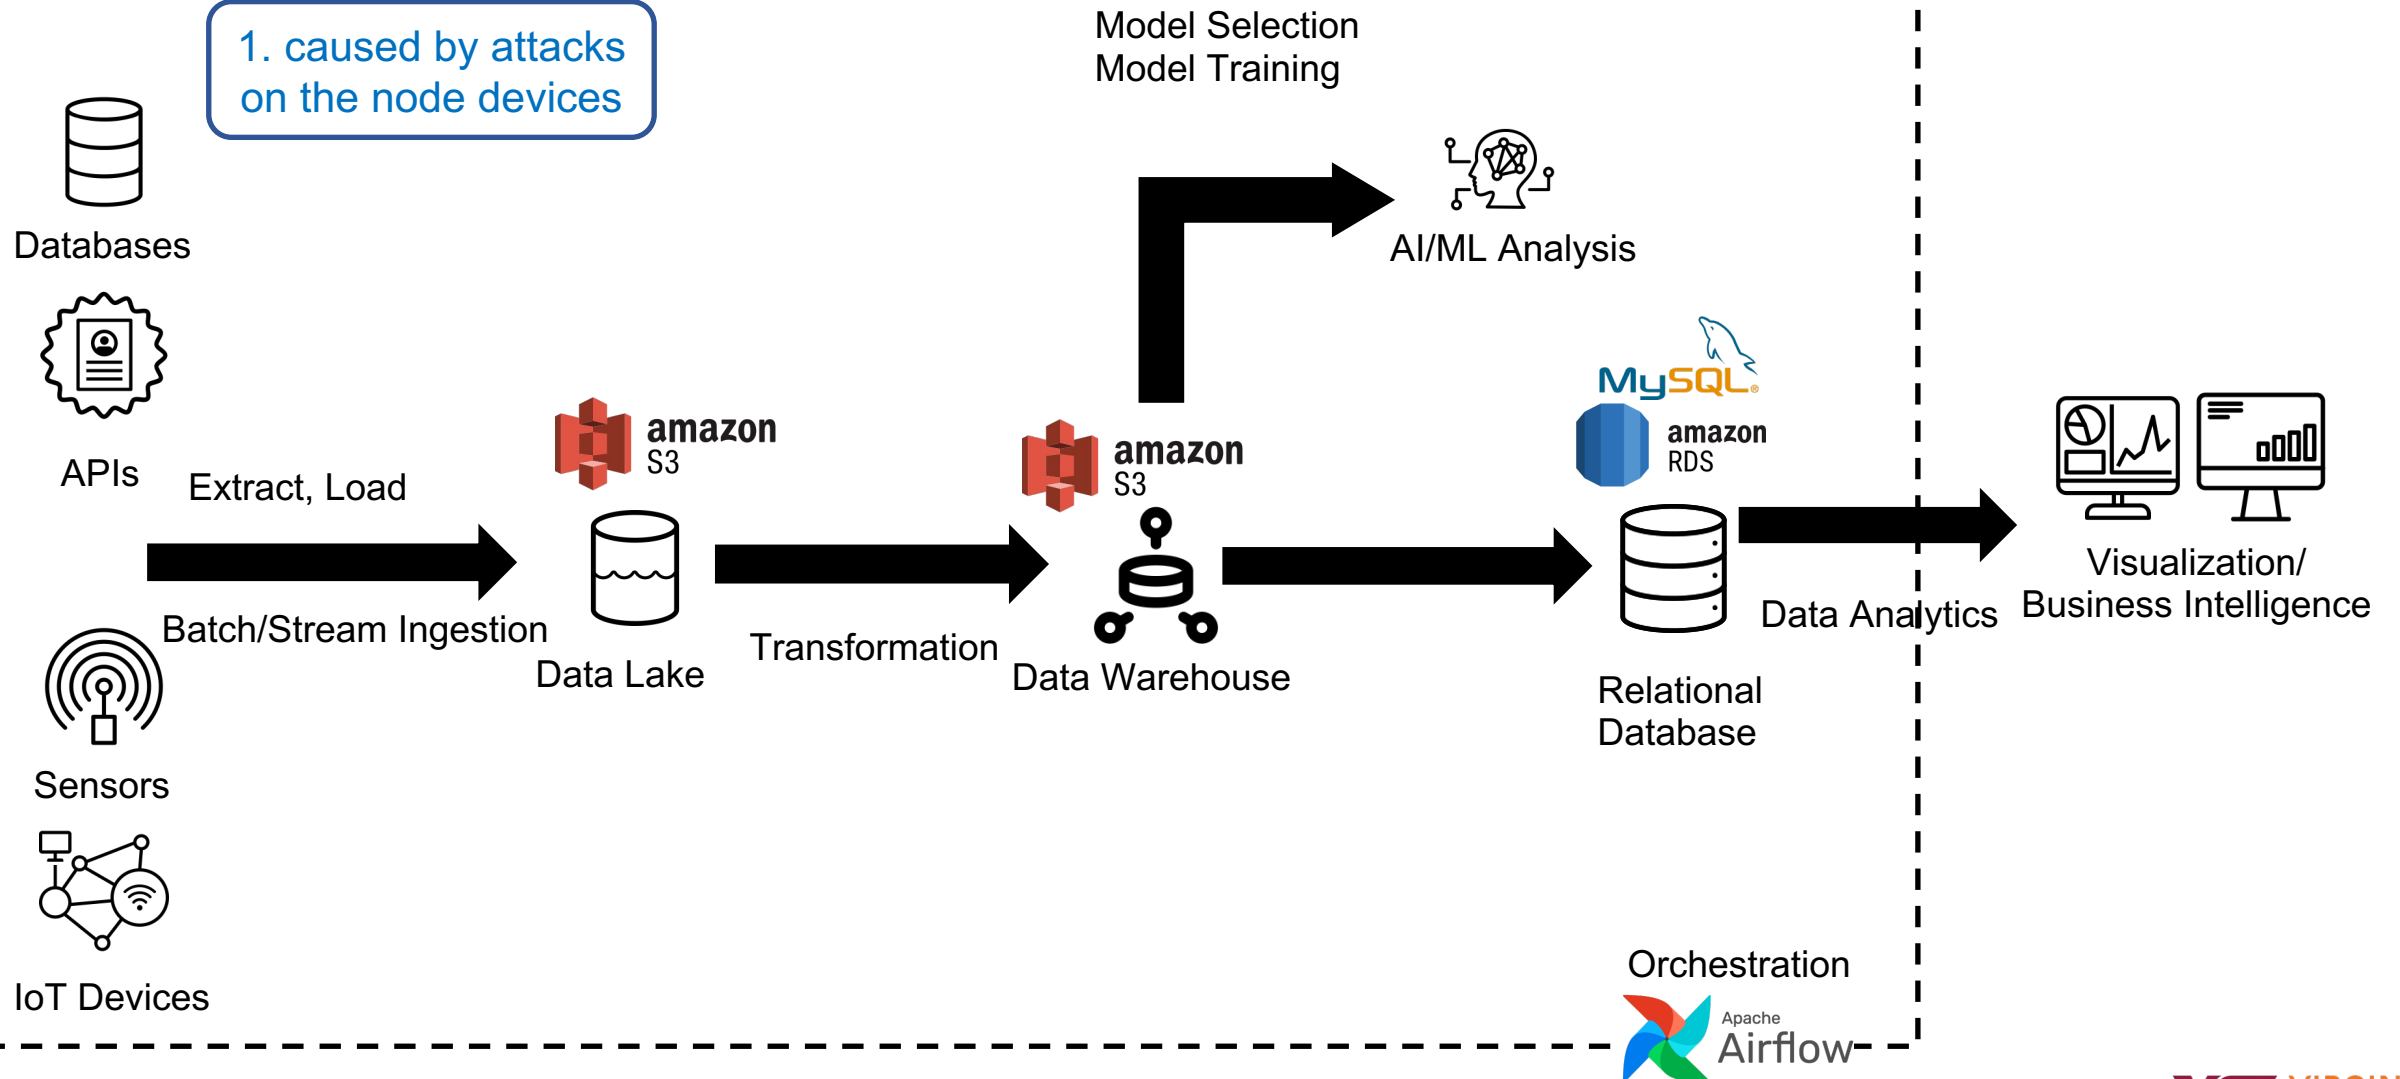 1. caused by attacks
on the node devices
Model Selection
Model Training
Databases
AI/ML Analysis
APIs
Extract, Load
Batch/Stream Ingestion
amazon
S3
Data Lake
Transformation
amazon
S3
Data Warehouse
MySQL®
amazon
RDS
Relational
Database
Data Analytics
Visualization/
Business Intelligence
Sensors
IoT Devices
Orchestration
Apache
Airflow